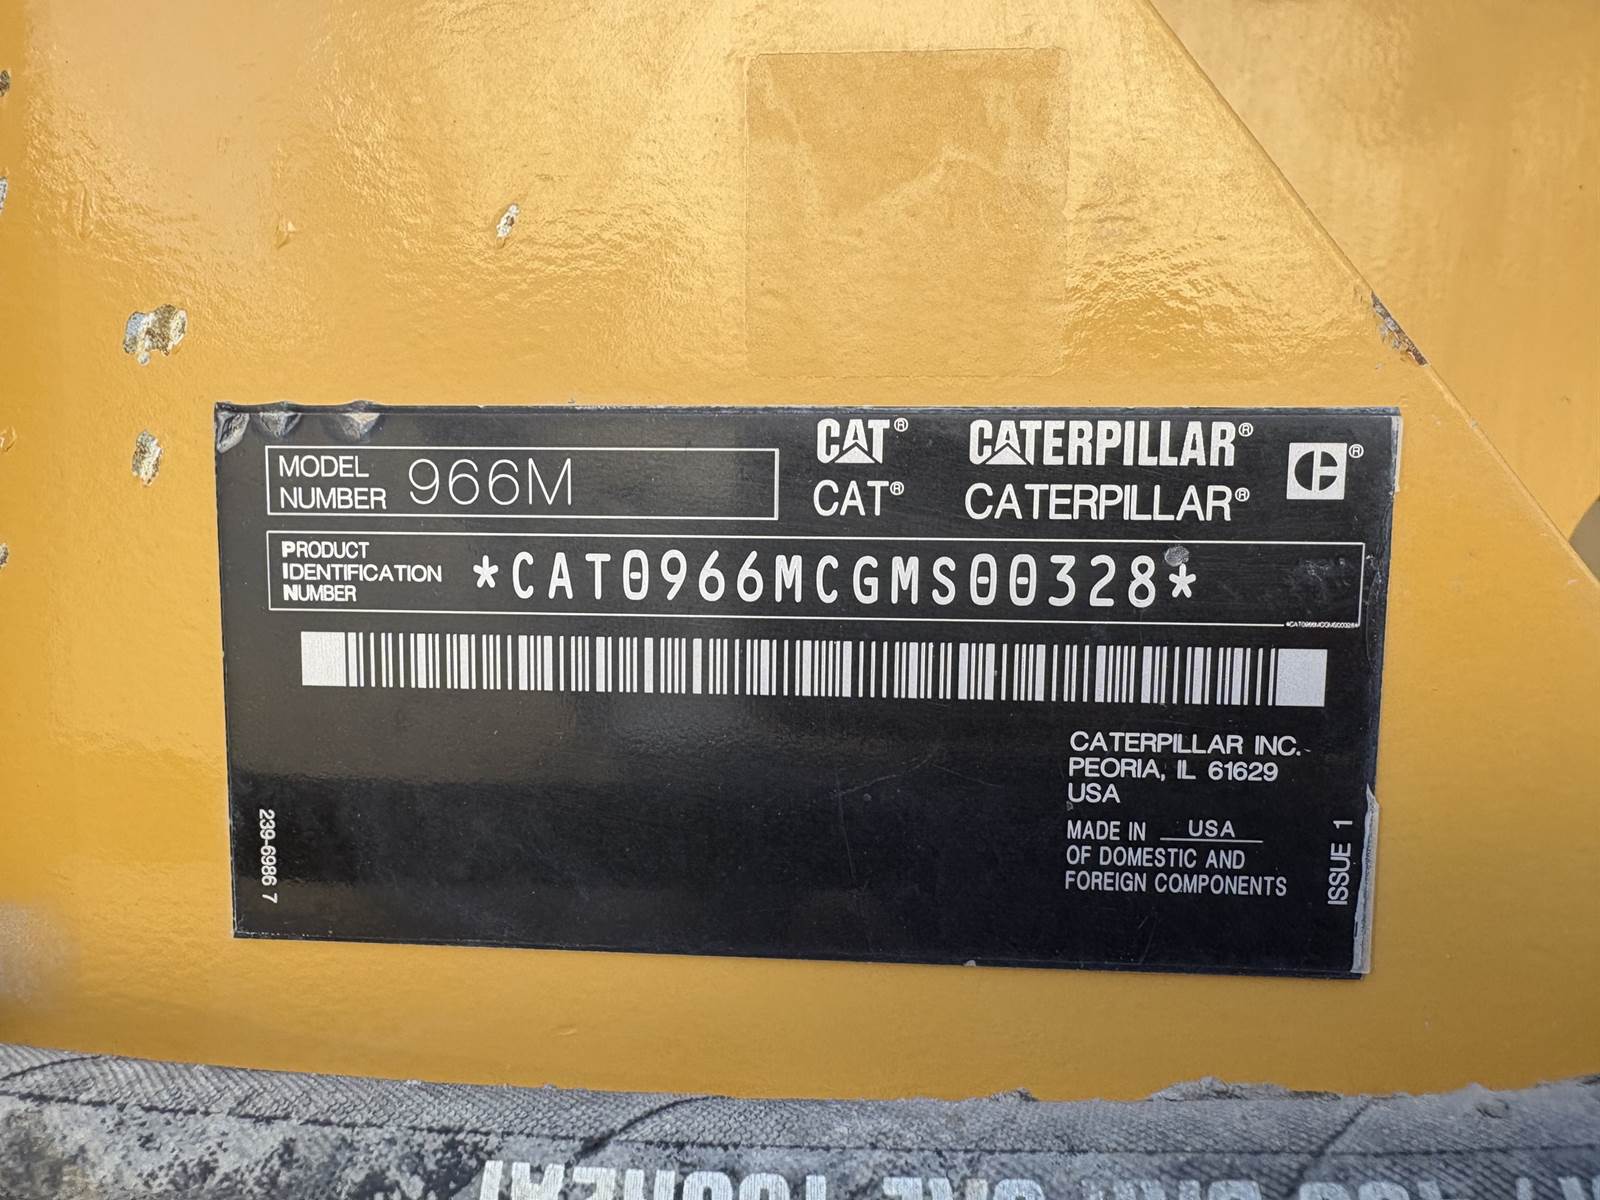 CAT® CATERPILLAR® ®
MODEL NUMBER 966M
CAT® CATERPILLAR®
PRODUCT IDENTIFICATION NUMBER *CAT0966MCGMS00328*
*CAT0966MCGMS00328*
CATERPILLAR INC.
PEORIA, IL 61629
USA
MADE IN USA
OF DOMESTIC AND
FOREIGN COMPONENTS
239-6986 7
ISSUE 1